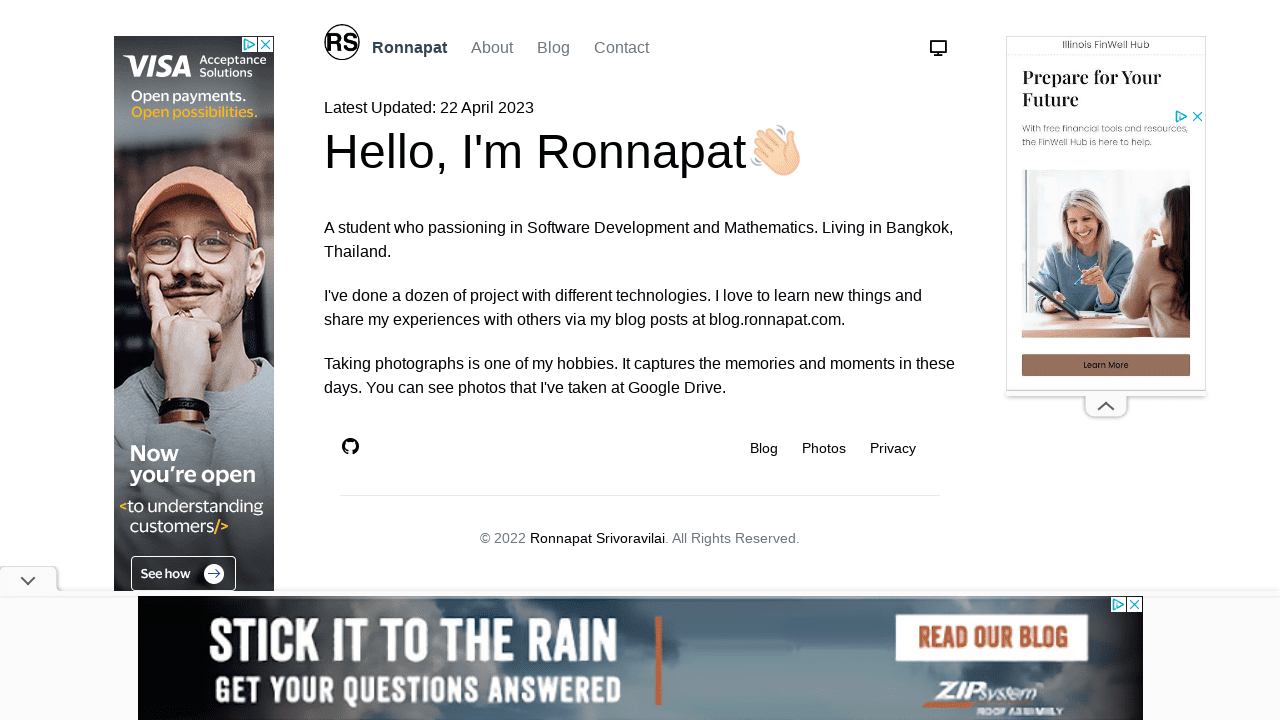 RS
Ronnapat
About
Blog
Contact
Latest Updated: 22 April 2023
Hello, I'm Ronnapat
A student who passioning in Software Development and Mathematics. Living in Bangkok,
Thailand.
I've done a dozen of project with different technologies. I love to learn new things and
share my experiences with others via my blog posts at blog.ronnapat.com.
Taking photographs is one of my hobbies. It captures the memories and moments in these
days. You can see photos that I've taken at Google Drive.
Blog
Photos
Privacy
© 2022 Ronnapat Srivoravilai. All Rights Reserved.
VISA Acceptance
Solutions
Open payments.
Open possibilities.
Now
you're open
<to understanding
customers/>
See how
Illinois FinWell Hub
Prepare for Your
Future
With free financial tools and resources,
the FinWell Hub is here to help.
Learn More
STICK IT TO THE RAIN
GET YOUR QUESTIONS ANSWERED
READ OUR BLOG
ZIPSystem
ROOF ASSEMBLY